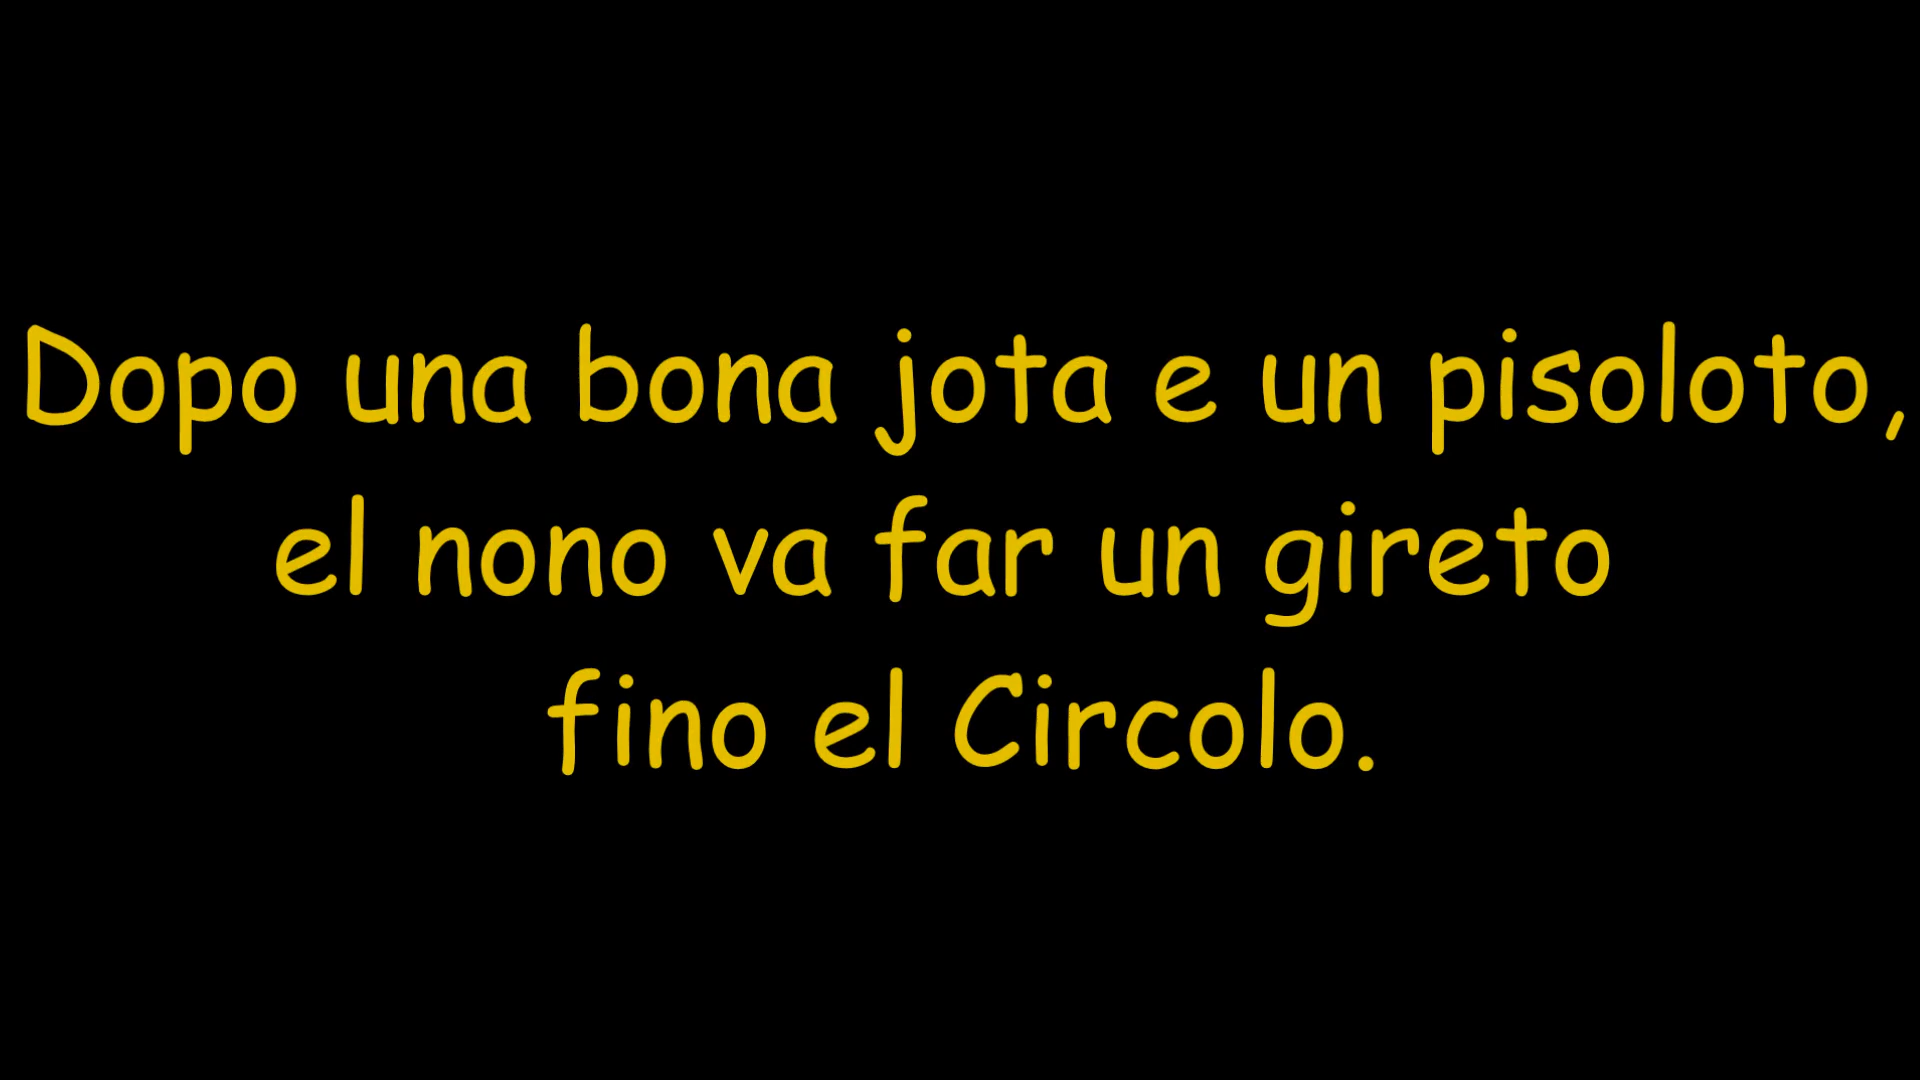 Dopo una bona jota e un pisoloto,
el nono va far un gireto
fino el Circolo.